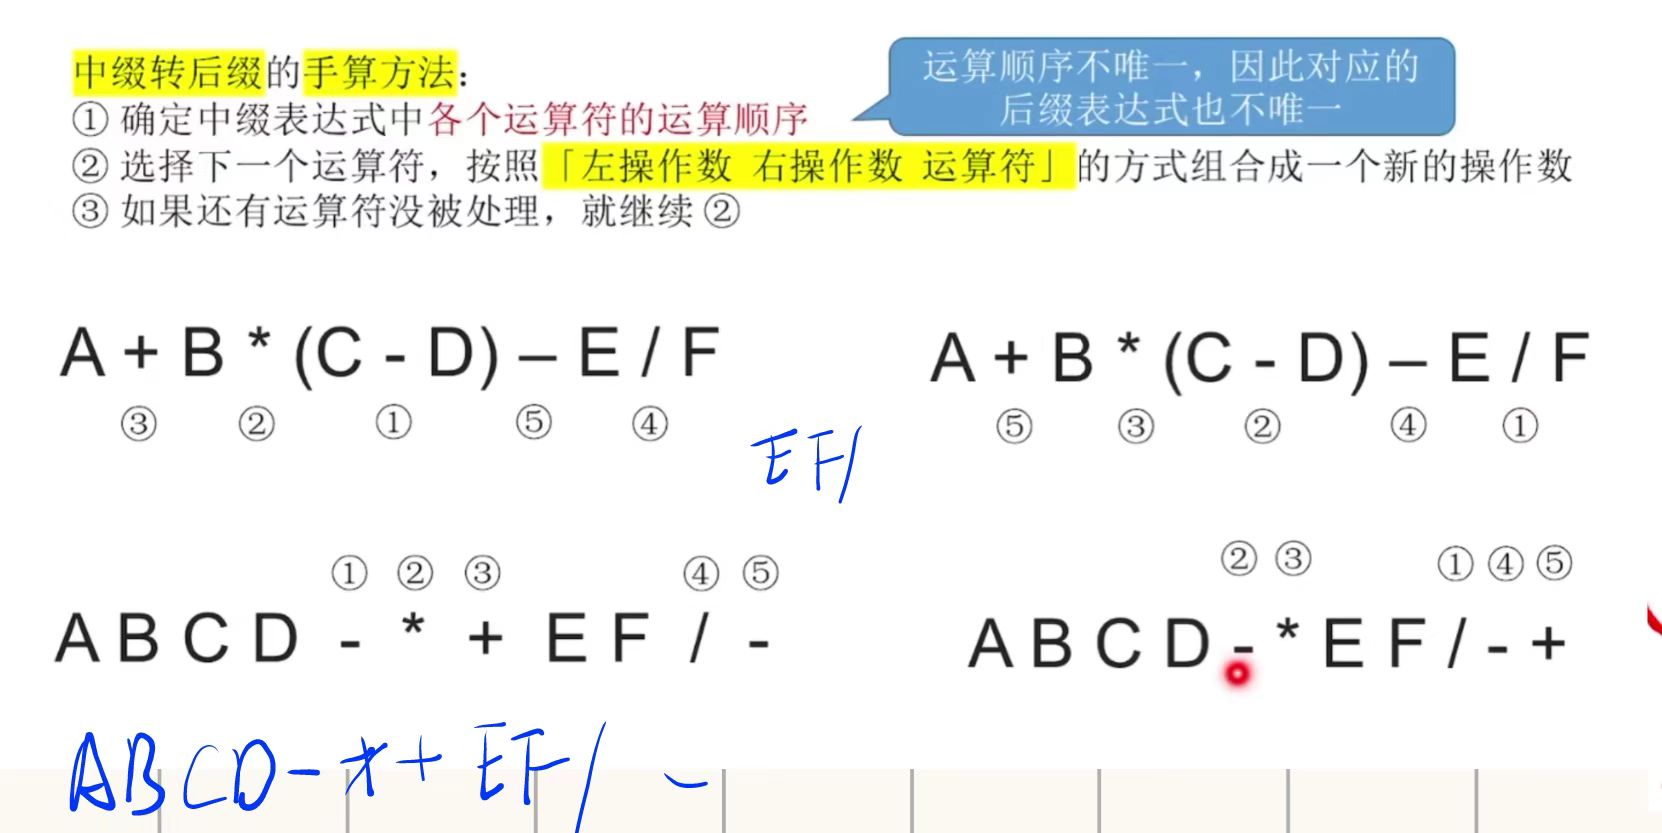 中缀转后缀的手算方法：
运算顺序不唯一，因此对应的
后缀表达式也不唯一
① 确定中缀表达式中各个运算符的运算顺序
② 选择下一个运算符，按照「左操作数 右操作数 运算符」的方式组合成一个新的操作数
③ 如果还有运算符没被处理，就继续 ②
A + B * (C - D) – E / F
③ ② ① ⑤ ④
A + B * (C - D) – E / F
⑤ ③ ② ④ ①
EF/
① ② ③ ④ ⑤
A B C D - * + E F / -
② ③ ① ④ ⑤
A B C D - * E F / - +
ABCD-*+EF/ -